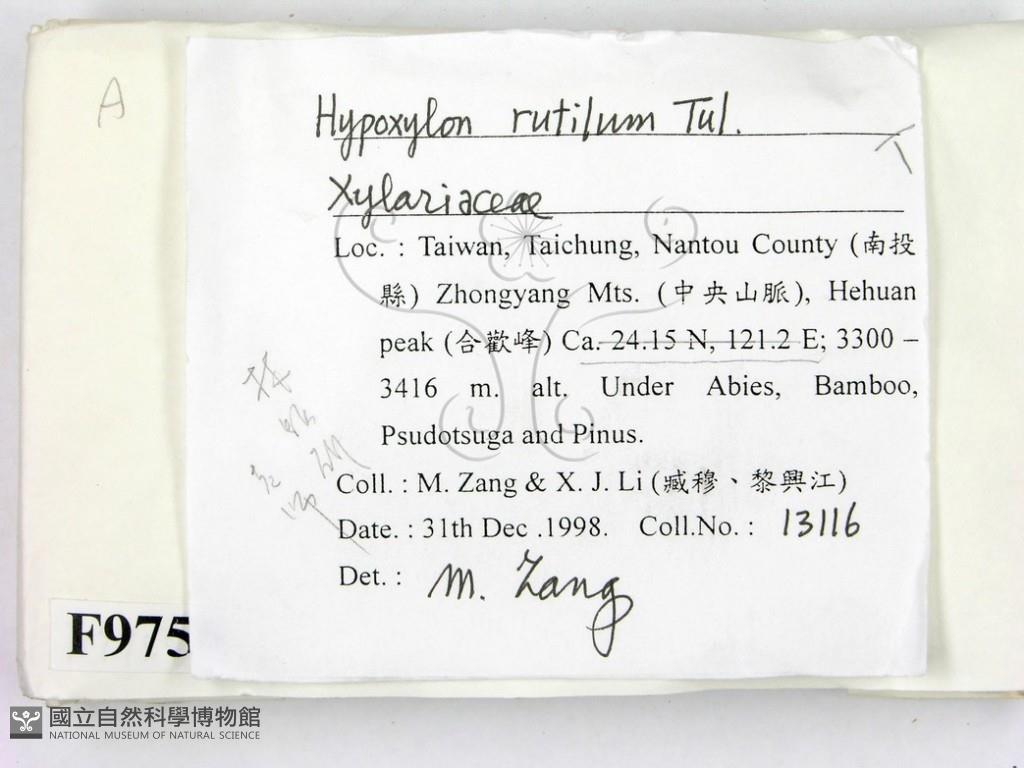 A
Hypoxylon rutilum Tul.
Xylariaceae
Loc. : Taiwan, Taichung, Nantou County (南投
縣) Zhongyang Mts. (中央山脈), Hehuan
peak (合歡峰) Ca. 24.15 N, 121.2 E; 3300 –
3416 m. alt. Under Abies, Bamboo,
Psudotsuga and Pinus.
Coll. : M. Zang & X. J. Li (臧穆、黎興江)
Date. : 31th Dec .1998. Coll.No. : 13116
Det. : M. Zang
F975
國立自然科學博物館
NATIONAL MUSEUM OF NATURAL SCIENCE